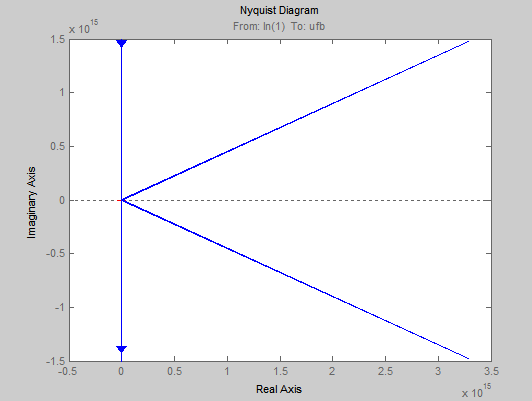 Nyquist Diagram
From: In(1) To: ufb
x 10^15
1.5
1
0.5
0
-0.5
-1
-1.5
Imaginary Axis
-0.5
0
0.5
1
1.5
2
2.5
3
3.5
Real Axis
x 10^15